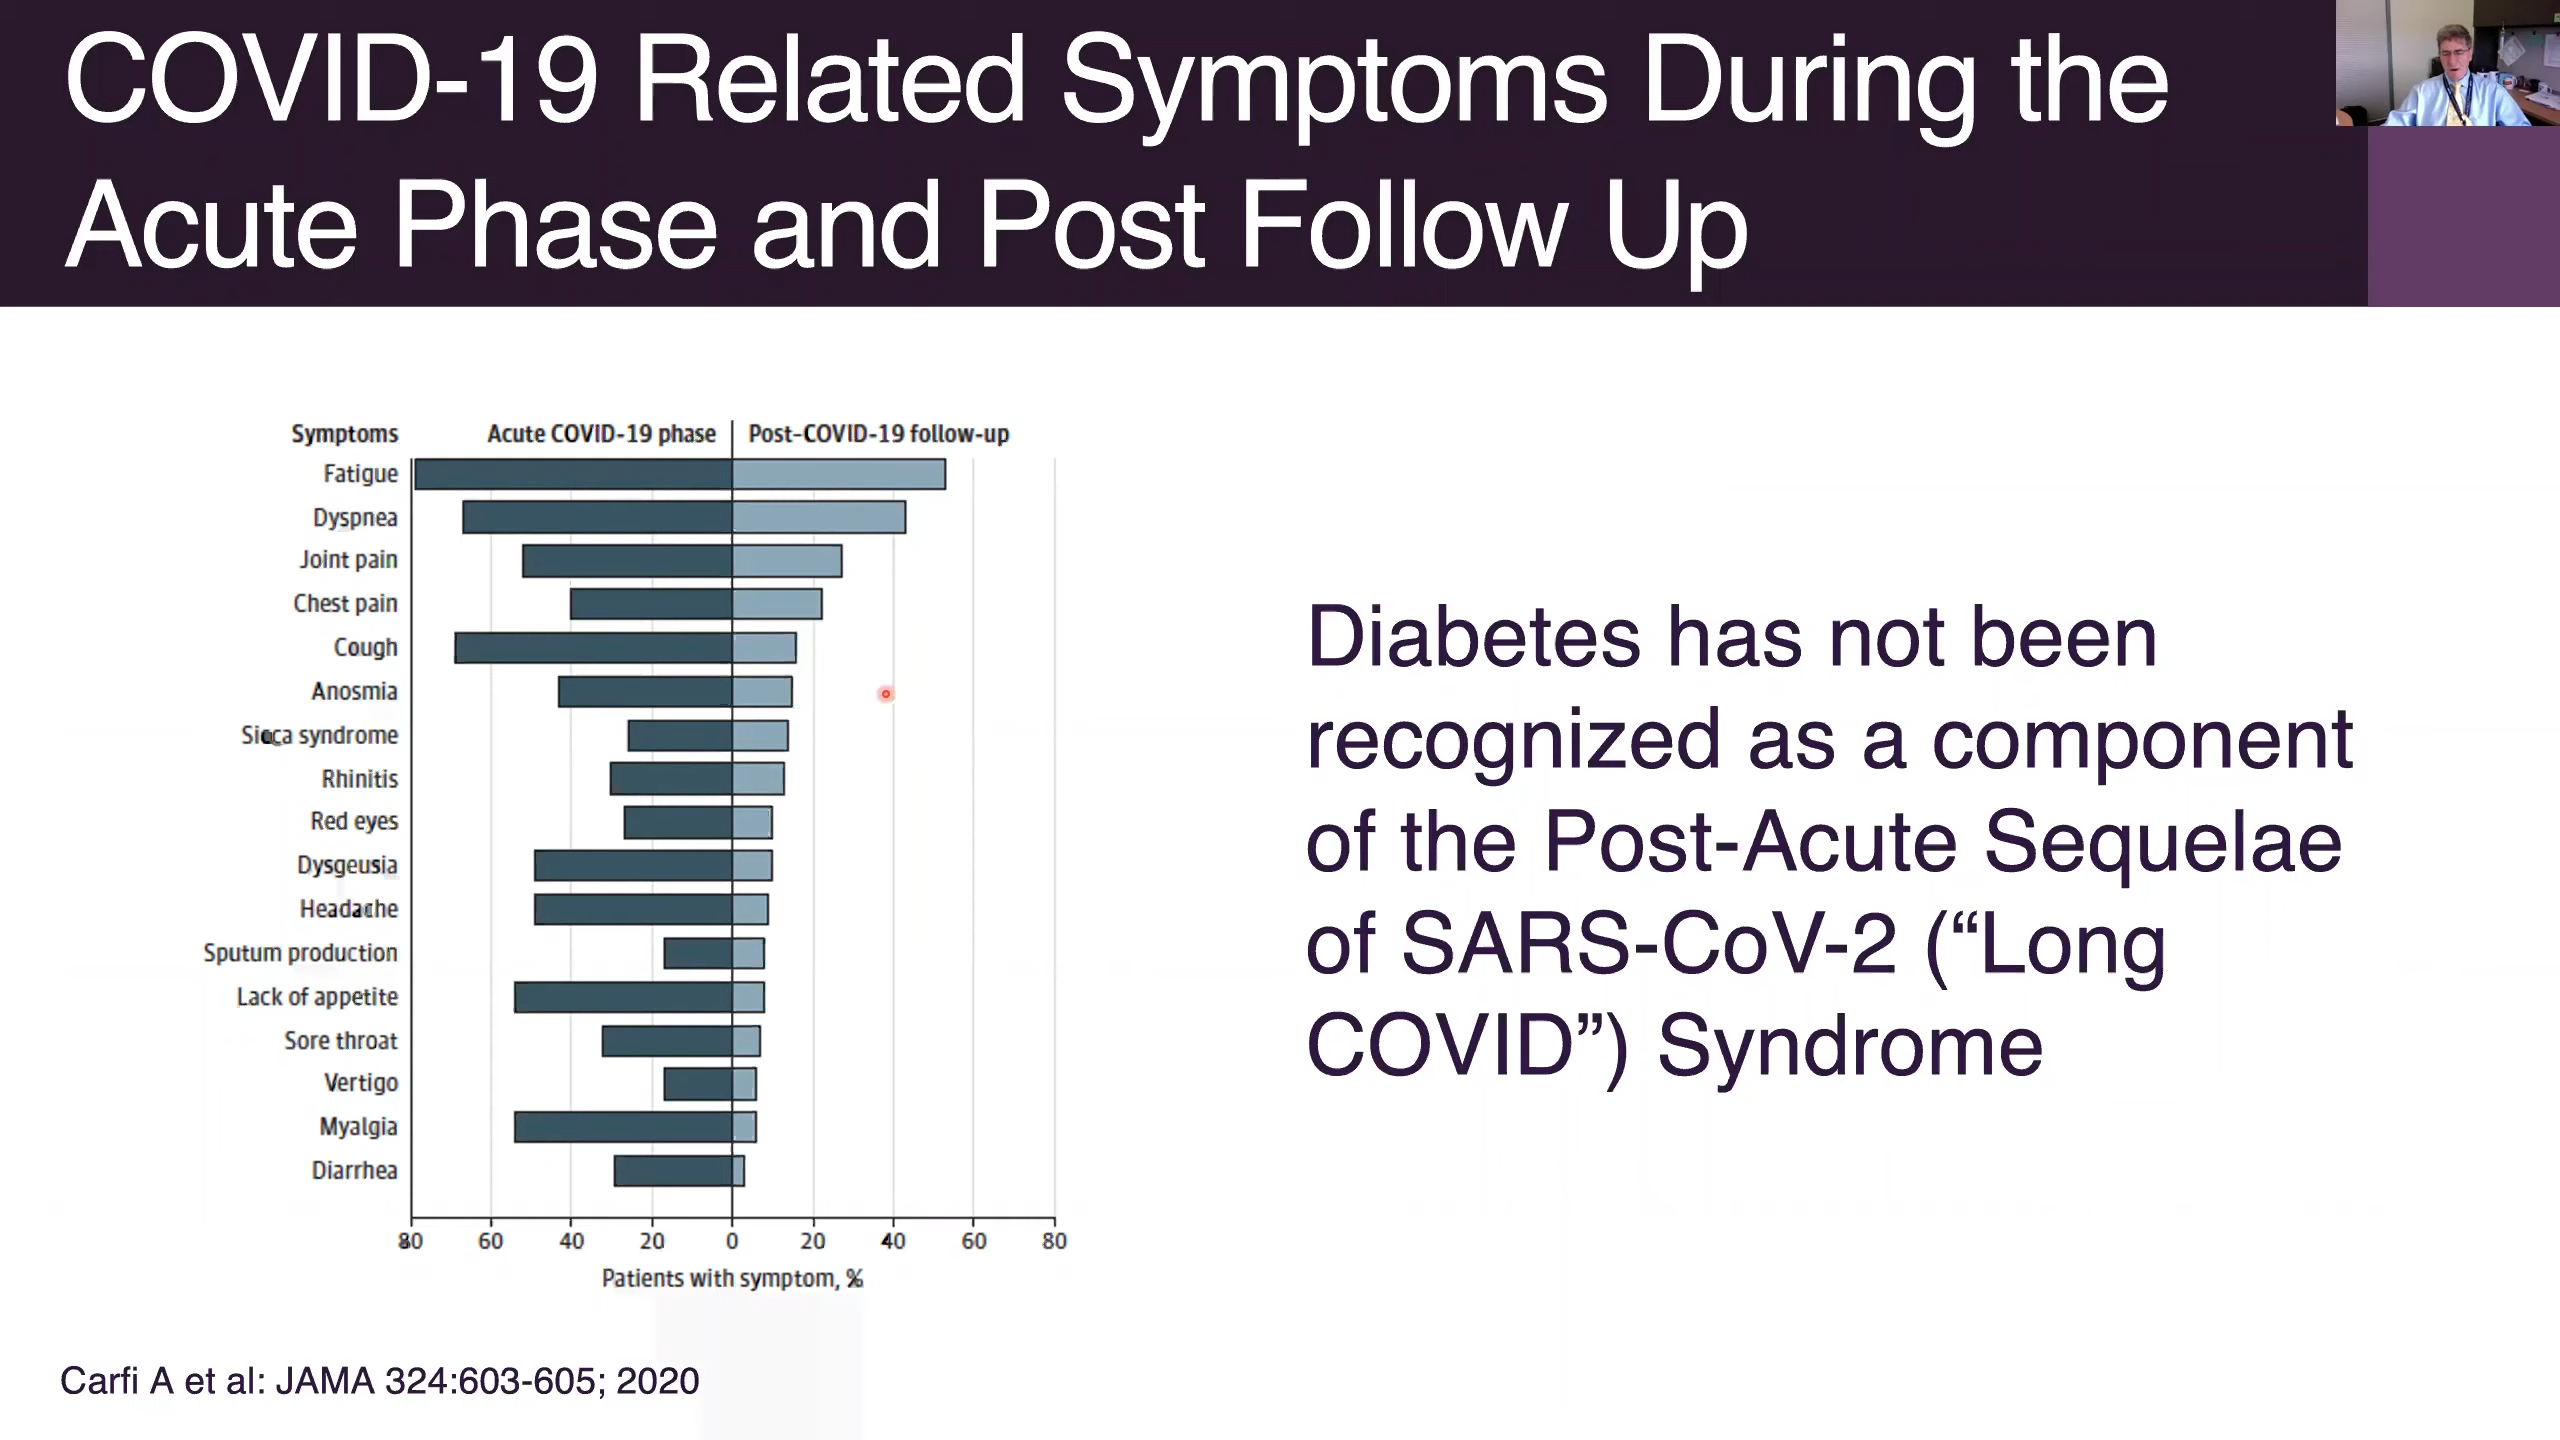 COVID-19 Related Symptoms During the
Acute Phase and Post Follow Up
Symptoms Acute COVID-19 phase Post-COVID-19 follow-up
Fatigue
Dyspnea
Joint pain
Chest pain
Cough
Anosmia
Sicca syndrome
Rhinitis
Red eyes
Dysgeusia
Headache
Sputum production
Lack of appetite
Sore throat
Vertigo
Myalgia
Diarrhea
80 60 40 20 0 20 40 60 80
Patients with symptom, %
Diabetes has not been
recognized as a component
of the Post-Acute Sequelae
of SARS-CoV-2 (“Long
COVID”) Syndrome
Carfi A et al: JAMA 324:603-605; 2020